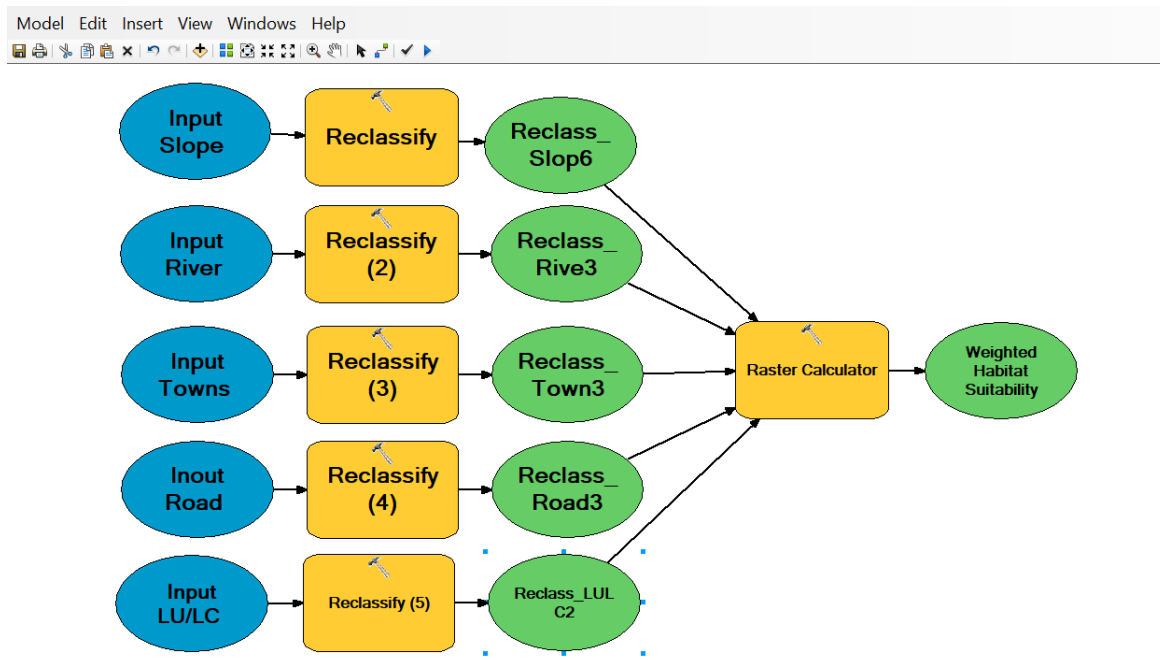 Model Edit Insert View Windows Help
Input
Slope
Reclassify
Reclass_
Slop6
Input
River
Reclassify
(2)
Reclass_
Rive3
Input
Towns
Reclassify
(3)
Reclass_
Town3
Raster Calculator
Weighted
Habitat
Suitability
Inout
Road
Reclassify
(4)
Reclass_
Road3
Input
LU/LC
Reclassify (5)
Reclass_LUL
C2